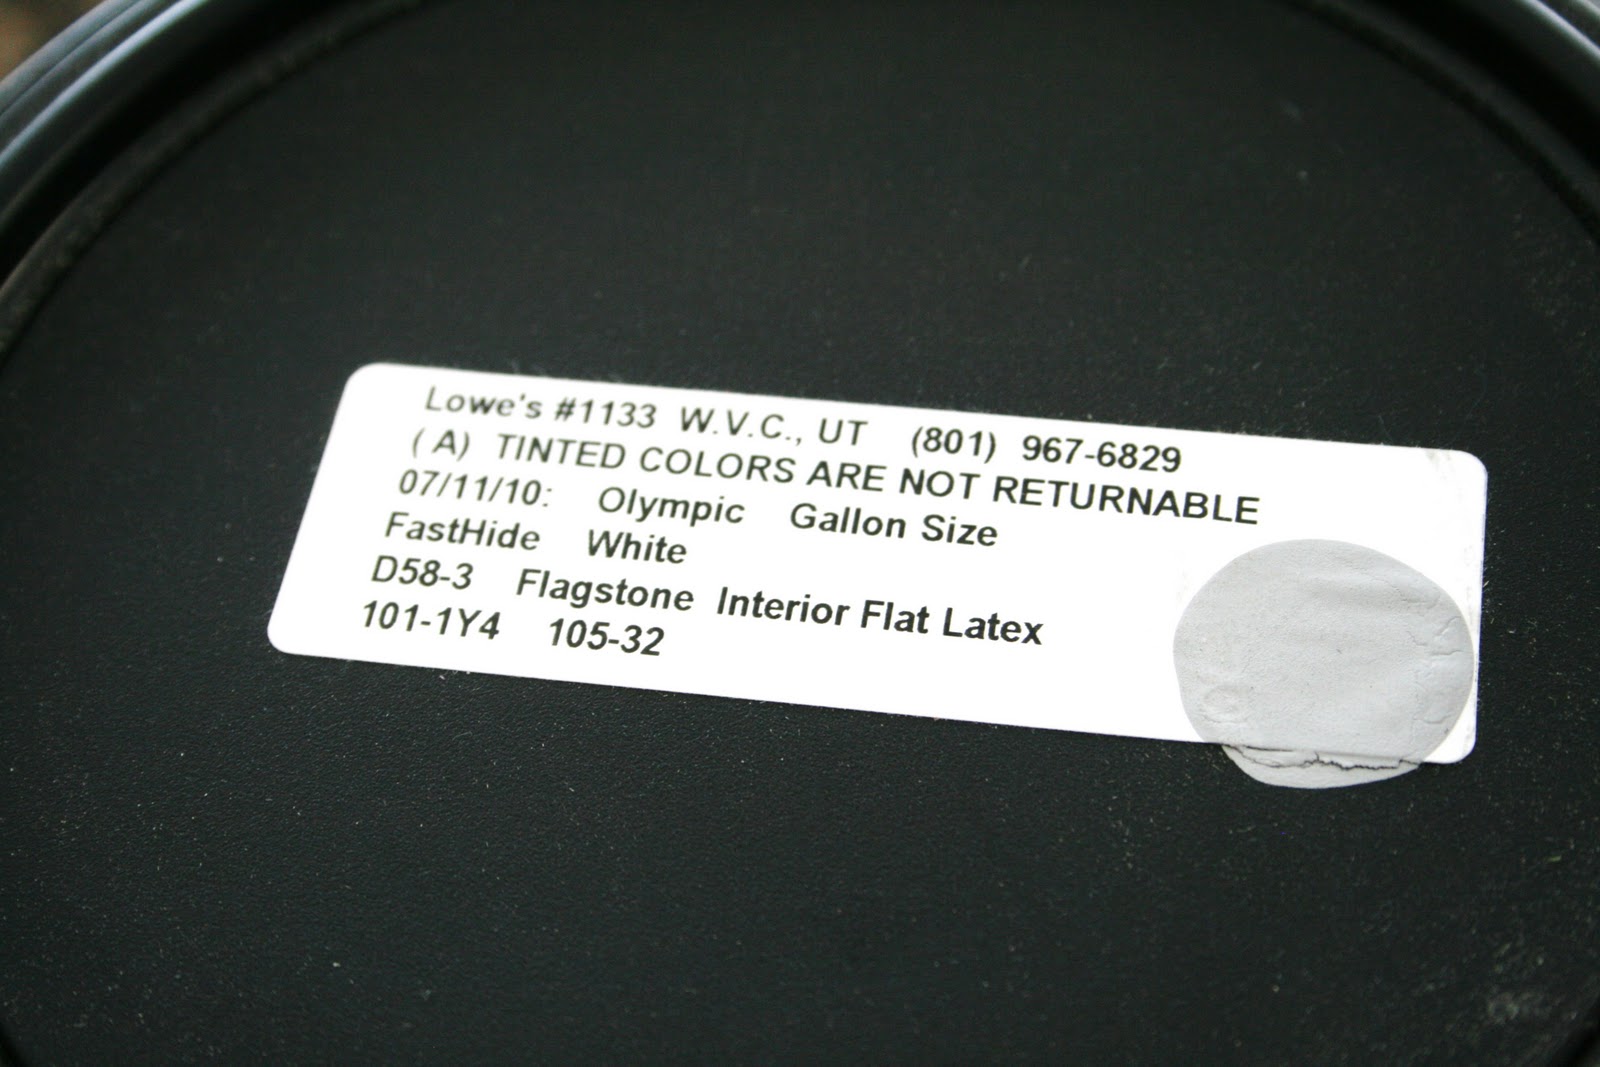 Lowe's #1133 W.V.C., UT (801) 967-6829
( A) TINTED COLORS ARE NOT RETURNABLE
07/11/10: Olympic Gallon Size
FastHide White
D58-3 Flagstone Interior Flat Latex
101-1Y4 105-32